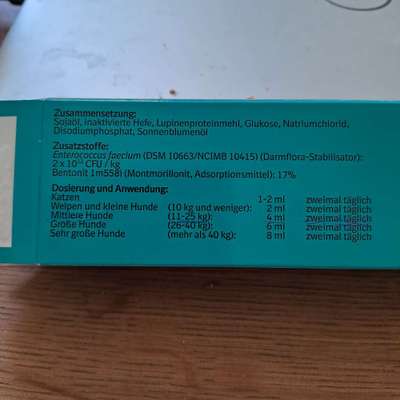 Zusammensetzung:
Sojaöl, inaktivierte Hefe, Lupinenproteinmehl, Glukose, Natriumchlorid,
Disodiumphosphat, Sonnenblumenöl
Zusatzstoffe:
Enterococcus faecium (DSM 10663/NCIMB 10415) (Darmflora-Stabilisator):
2 x 10¹² CFU / kg
Bentonit 1m558i (Montmorillonit, Adsorptionsmittel): 17%
Dosierung und Anwendung:
Katzen 1-2 ml zweimal täglich
Welpen und kleine Hunde (10 kg und weniger): 2 ml zweimal täglich
Mittlere Hunde (11-25 kg): 4 ml zweimal täglich
Große Hunde (26-40 kg): 6 ml zweimal täglich
Sehr große Hunde (mehr als 40 kg): 8 ml zweimal täglich